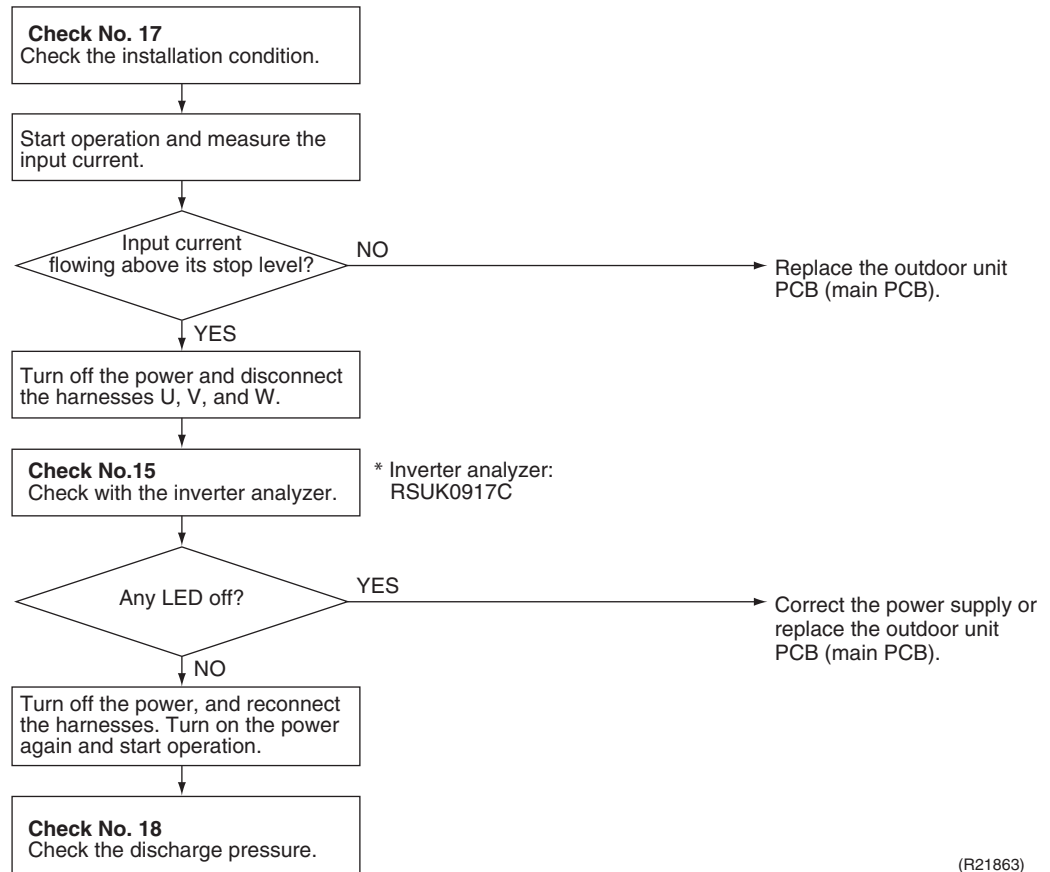 Check No. 17
Check the installation condition.
Start operation and measure the
input current.
Input current
flowing above its stop level?
NO
Replace the outdoor unit
PCB (main PCB).
YES
Turn off the power and disconnect
the harnesses U, V, and W.
Check No.15
Check with the inverter analyzer.
* Inverter analyzer:
RSUK0917C
Any LED off?
YES
Correct the power supply or
replace the outdoor unit
PCB (main PCB).
NO
Turn off the power, and reconnect
the harnesses. Turn on the power
again and start operation.
Check No. 18
Check the discharge pressure.
(R21863)